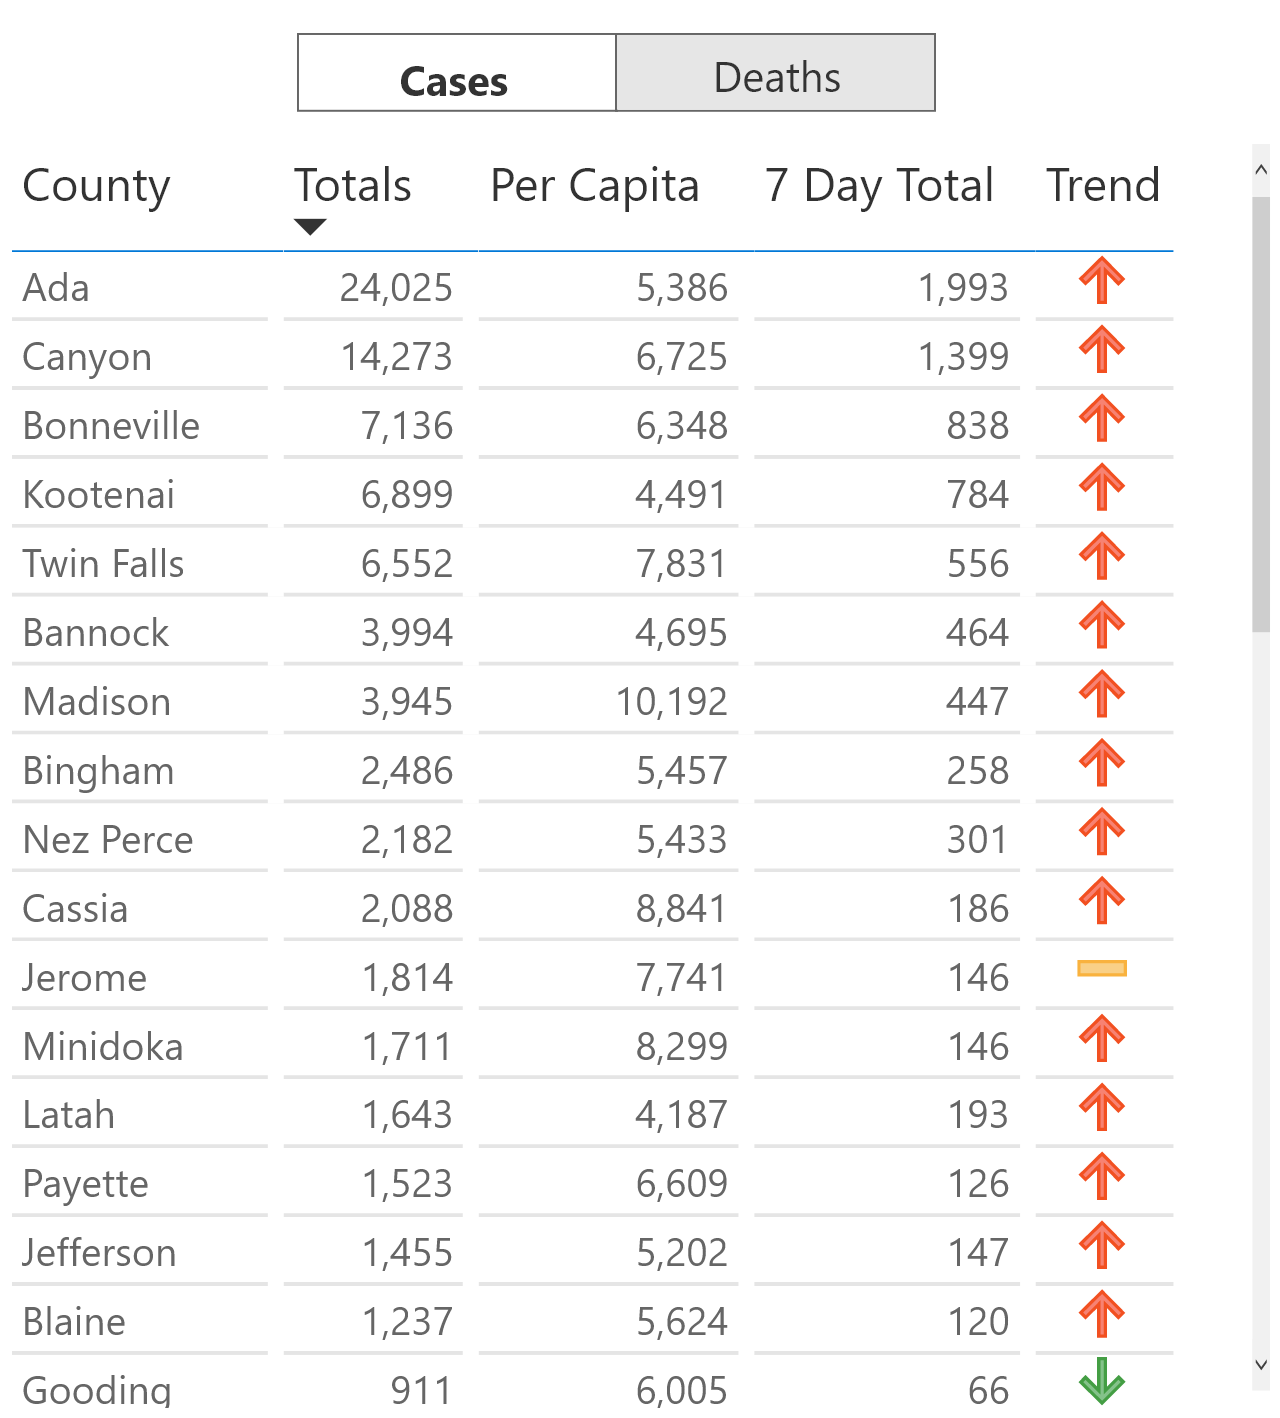 Cases Deaths
County Totals Per Capita 7 Day Total Trend
Ada 24,025 5,386 1,993
Canyon 14,273 6,725 1,399
Bonneville 7,136 6,348 838
Kootenai 6,899 4,491 784
Twin Falls 6,552 7,831 556
Bannock 3,994 4,695 464
Madison 3,945 10,192 447
Bingham 2,486 5,457 258
Nez Perce 2,182 5,433 301
Cassia 2,088 8,841 186
Jerome 1,814 7,741 146
Minidoka 1,711 8,299 146
Latah 1,643 4,187 193
Payette 1,523 6,609 126
Jefferson 1,455 5,202 147
Blaine 1,237 5,624 120
Gooding 911 6,005 66